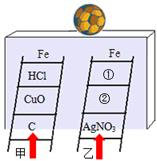 Fe Fe
HCl ①
CuO ②
C AgNO₃
甲 乙